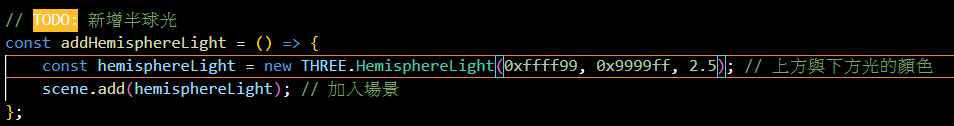 // TODO: 新增半球光
const addHemisphereLight = () => {
    const hemisphereLight = new THREE.HemisphereLight(0xffff99, 0x9999ff, 2.5); // 上方與下方光的顏色
    scene.add(hemisphereLight); // 加入場景
};